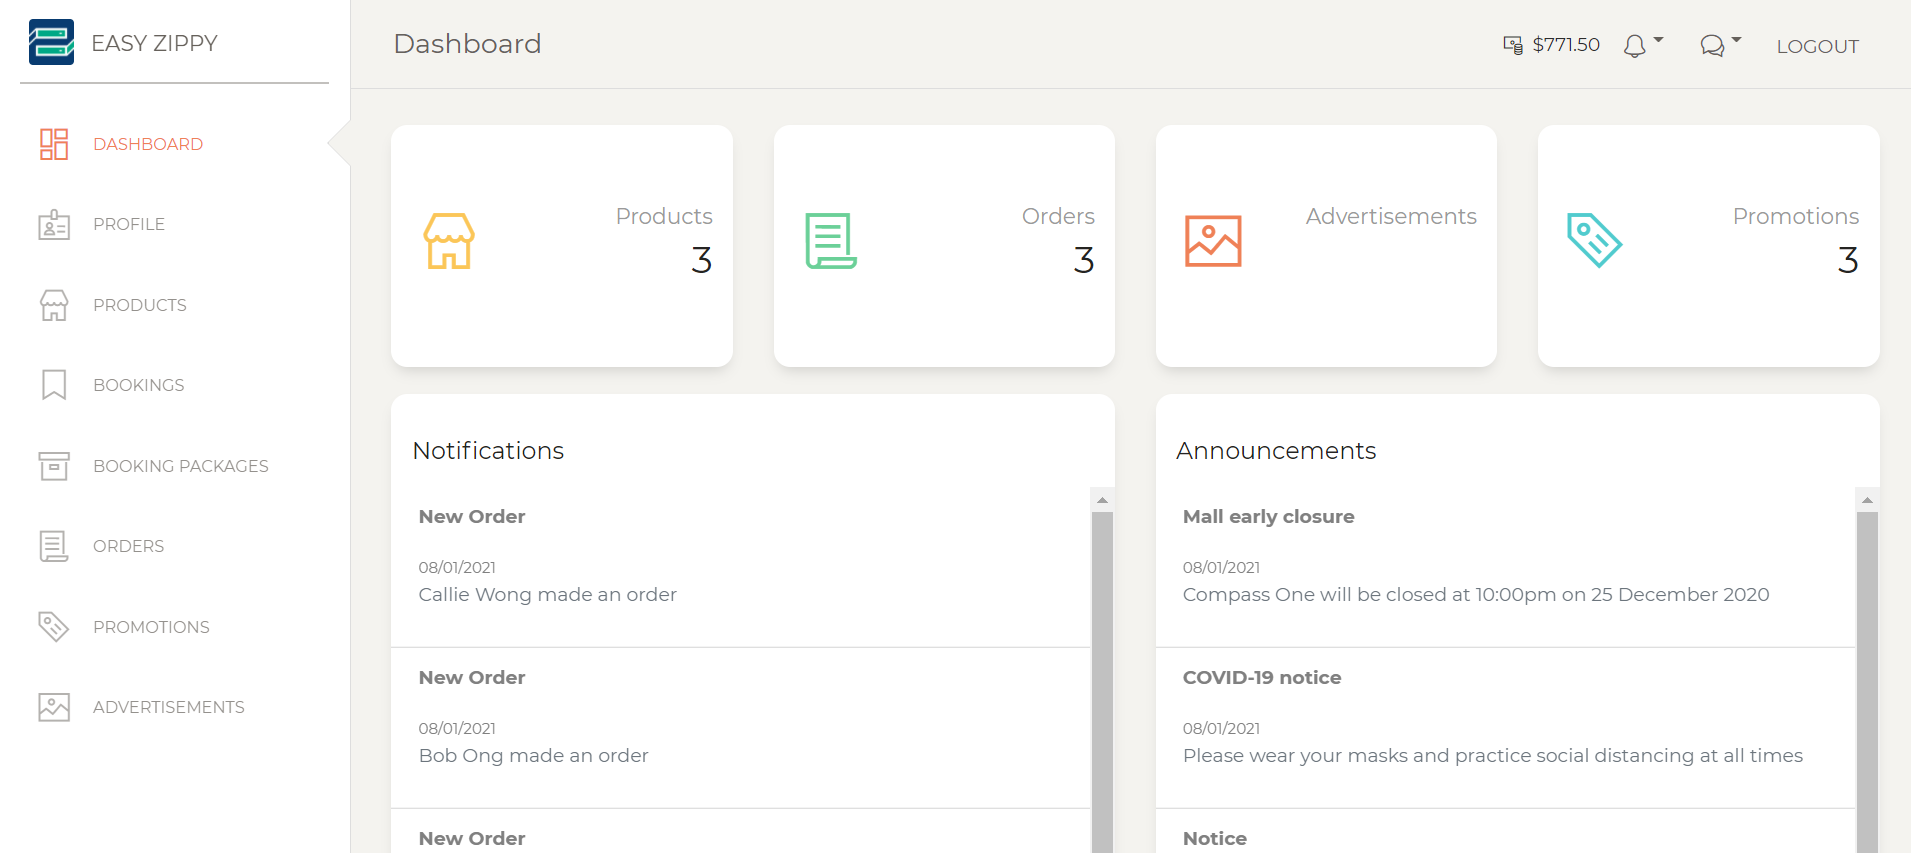 EASY ZIPPY
DASHBOARD
PROFILE
PRODUCTS
BOOKINGS
BOOKING PACKAGES
ORDERS
PROMOTIONS
ADVERTISEMENTS
Dashboard
$771.50
LOGOUT
Products
3
Orders
3
Advertisements
Promotions
3
Notifications
New Order
08/01/2021
Callie Wong made an order
New Order
08/01/2021
Bob Ong made an order
New Order
Announcements
Mall early closure
08/01/2021
Compass One will be closed at 10:00pm on 25 December 2020
COVID-19 notice
08/01/2021
Please wear your masks and practice social distancing at all times
Notice